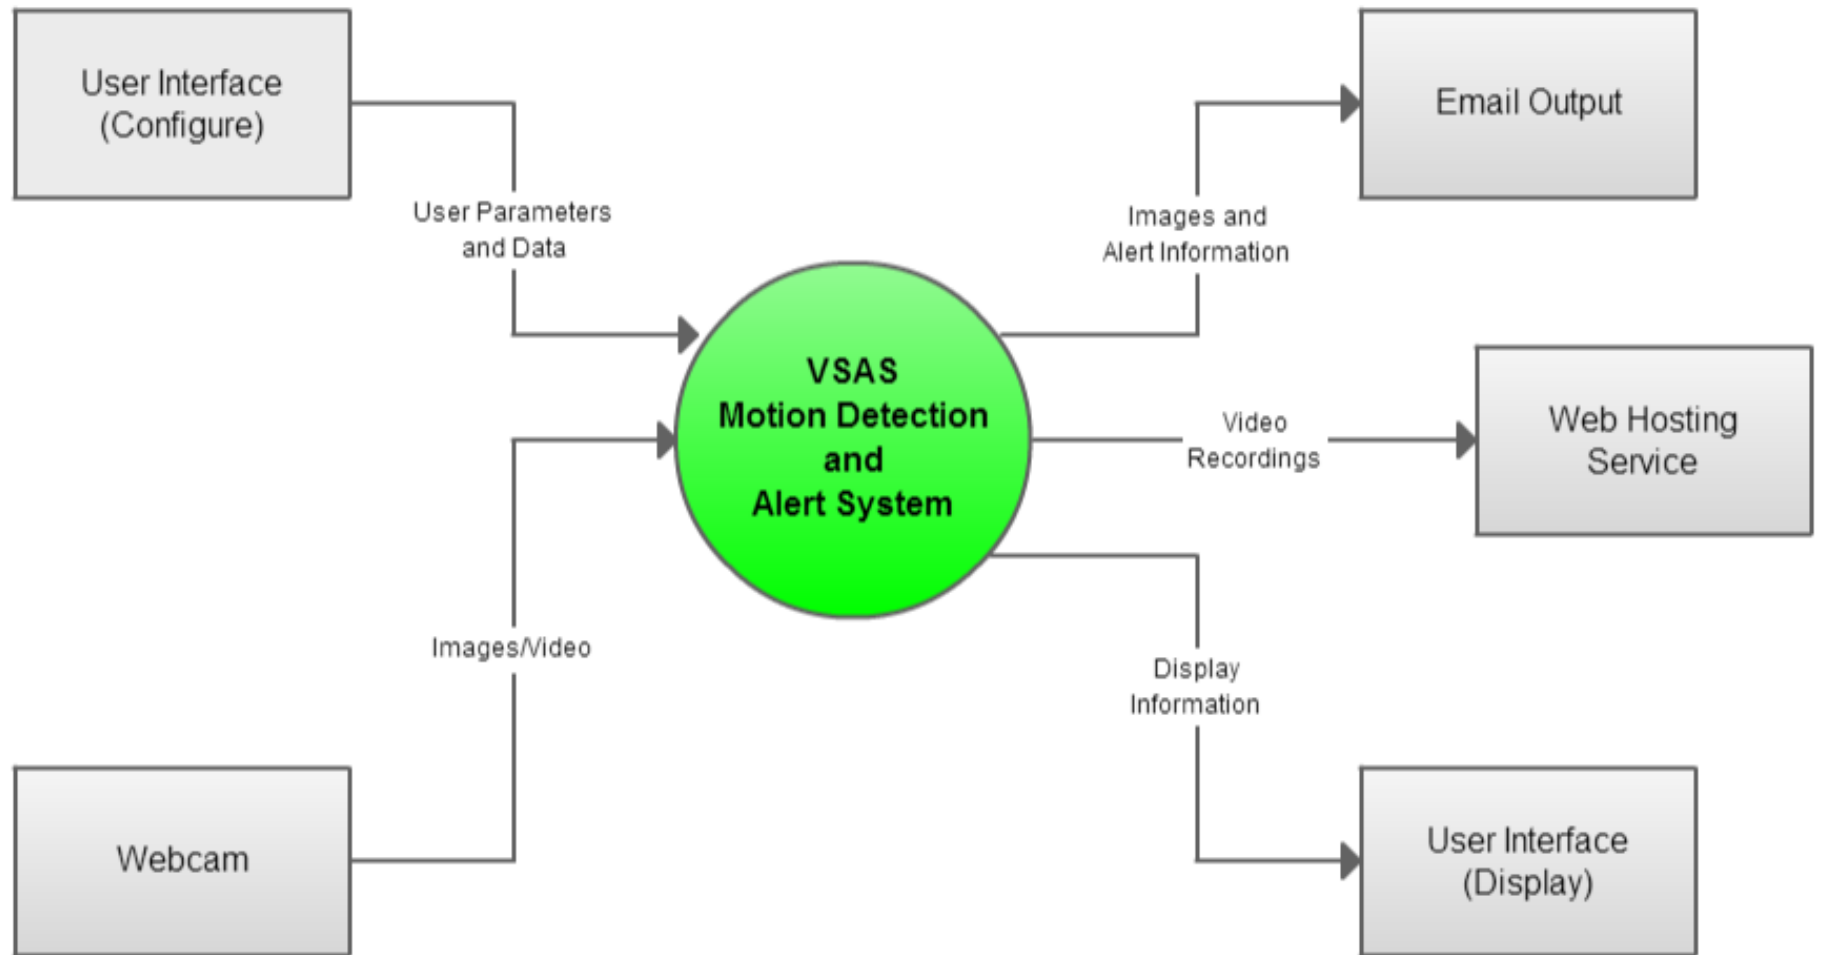 User Interface
(Configure)
User Parameters
and Data
Images/Video
Webcam
VSAS
Motion Detection
and
Alert System
Images and
Alert Information
Email Output
Video
Recordings
Web Hosting
Service
Display
Information
User Interface
(Display)